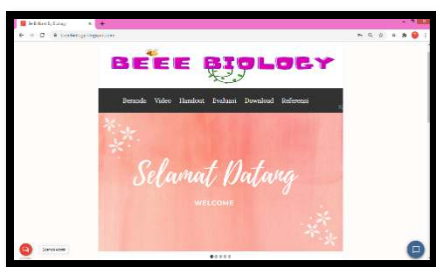 BEEE BIOLOGY
Beranda Video Handout Evaluasi Download Referensi
Selamat Datang
WELCOME